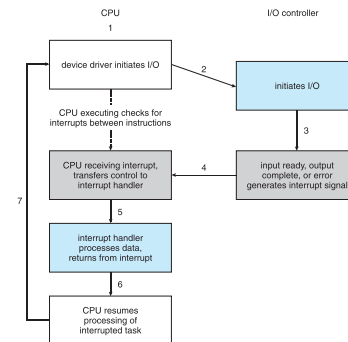 CPU
I/O controller
1
device driver initiates I/O
2
initiates I/O
CPU executing checks for
interrupts between instructions
3
CPU receiving interrupt,
transfers control to
interrupt handler
4
input ready, output
complete, or error
generates interrupt signal
7
5
interrupt handler
processes data,
returns from interrupt
6
CPU resumes
processing of
interrupted task